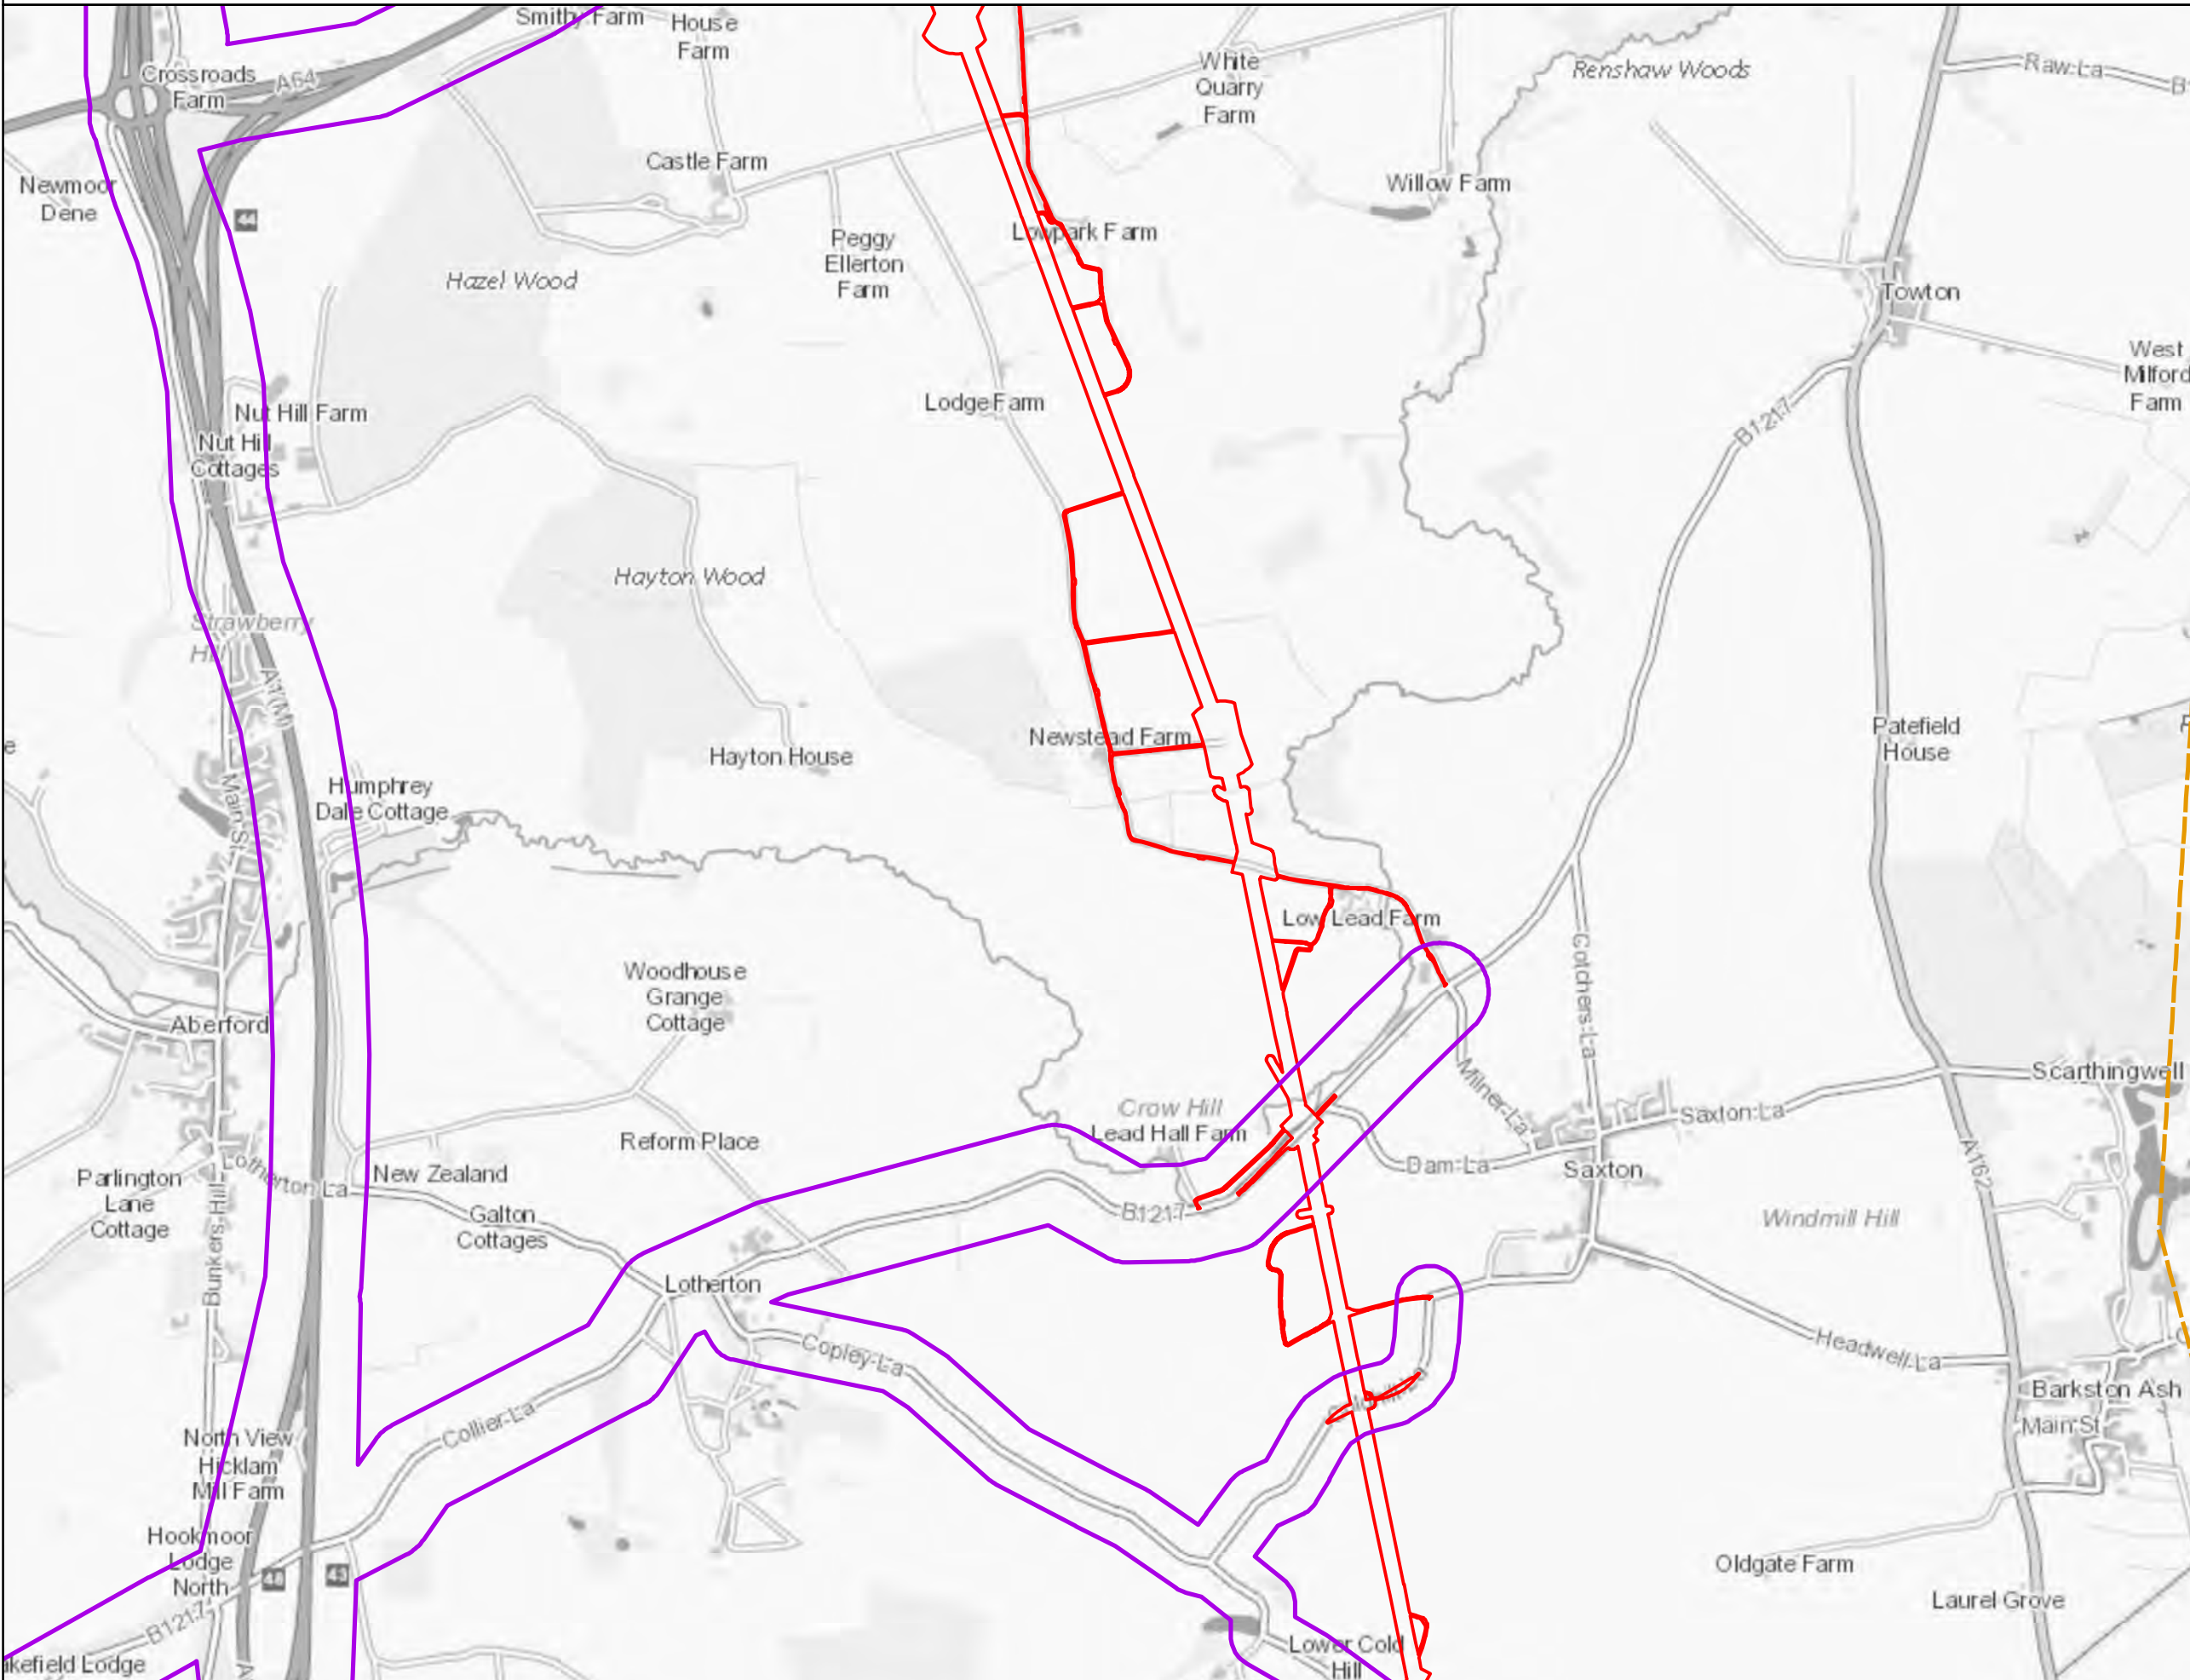 Smithy Farm
House
Farm
Crossroads
Farm
A64
White
Quarry
Farm
Renshaw Woods
Raw La
Castle Farm
Newmoor
Dene
44
Willow Farm
Lowpark Farm
Peggy
Ellerton
Farm
Hazel Wood
Towton
West
Milford
Farm
Nut Hill Farm
Nut Hill
Cottages
Lodge Farm
B1217
Hayton Wood
Strawberry
Hill
A1(M)
Newstead Farm
Hayton House
Patefield
House
Humphrey
Dale Cottage
Main St
Low Lead Farm
Cotchers La
Woodhouse
Grange
Cottage
Aberford
Scarthingwell
Milner La
Crow Hill
Lead Hall Farm
Saxton La
Reform Place
Lotherton La
New Zealand
Parlington
Lane
Cottage
Dam La
Saxton
A162
Galton
Cottages
B1217
Windmill Hill
Bunkers Hill
Lotherton
Copley La
Headwell La
Barkston Ash
Main St
Collier La
North View
Hicklam
Mill Farm
Hookmoor
Lodge
North
44
43
B1217
Oldgate Farm
Laurel Grove
Lower Cold
Hill
kefield Lodge